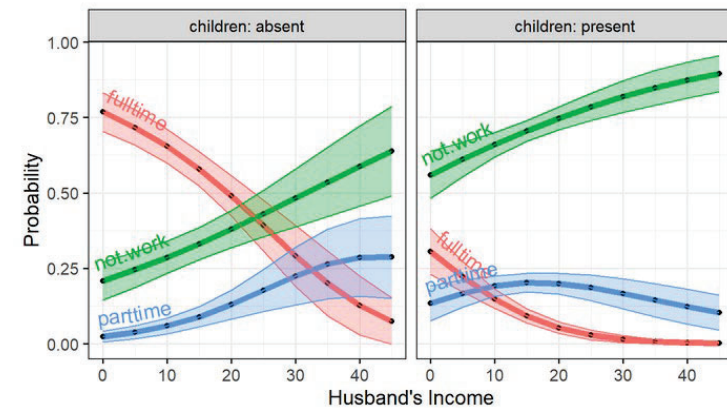 children: absent
children: present
Probability
1.00
0.75
0.50
0.25
0.00
fulltime
not.work
parttime
not.work
fulltime
parttime
0 10 20 30 40
0 10 20 30 40
Husband's Income